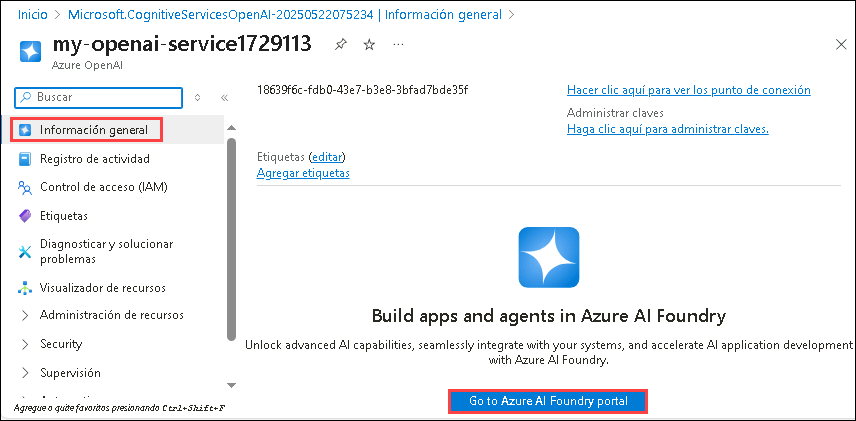 Inicio > Microsoft.CognitiveServicesOpenAI-20250522075234 | Información general >
my-openai-service1729113
Azure OpenAI
Buscar
Información general
Registro de actividad
Control de acceso (IAM)
Etiquetas
Diagnosticar y solucionar
problemas
Visualizador de recursos
Administración de recursos
Security
Supervisión
Agregue o quite favoritos presionando Ctrl+Shift+F
18639f6c-fdb0-43e7-b3e8-3bfad7bde35f
Hacer clic aquí para ver los punto de conexión
Administrar claves
Haga clic aquí para administrar claves.
Etiquetas (editar)
Agregar etiquetas
Build apps and agents in Azure AI Foundry
Unlock advanced AI capabilities, seamlessly integrate with your systems, and accelerate AI application development
with Azure AI Foundry.
Go to Azure AI Foundry portal